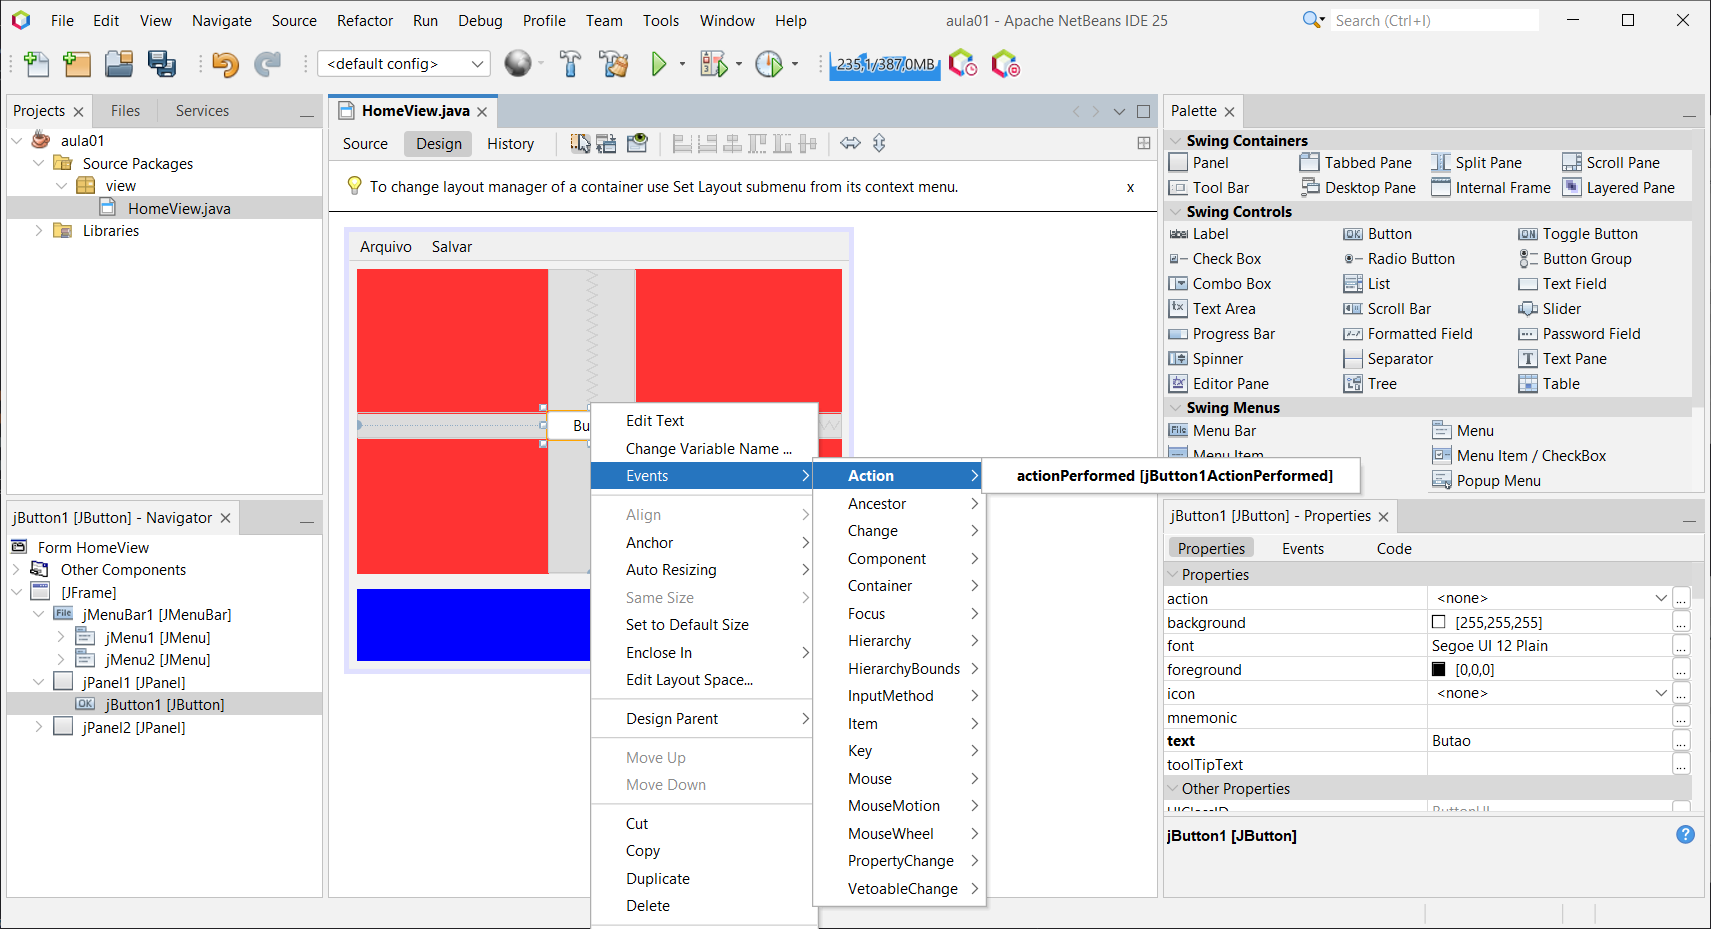 File Edit View Navigate Source Refactor Run Debug Profile Team Tools Window Help
aula01 - Apache NetBeans IDE 25
Search (Ctrl+I)
<default config>
235,1/387,0MB
Projects Files Services
aula01
Source Packages
view
HomeView.java
Libraries
HomeView.java
Source Design History
To change layout manager of a container use Set Layout submenu from its context menu.
x
Arquivo Salvar
Bu
Edit Text
Change Variable Name ...
Events
Align
Anchor
Auto Resizing
Same Size
Set to Default Size
Enclose In
Edit Layout Space...
Design Parent
Move Up
Move Down
Cut
Copy
Duplicate
Delete
Action
Ancestor
Change
Component
Container
Focus
Hierarchy
HierarchyBounds
InputMethod
Item
Key
Mouse
MouseMotion
MouseWheel
PropertyChange
VetoableChange
actionPerformed [jButton1ActionPerformed]
Palette
Swing Containers
Panel Tabbed Pane Split Pane Scroll Pane
Tool Bar Desktop Pane Internal Frame Layered Pane
Swing Controls
label Label OK Button ON Toggle Button
Check Box Radio Button Button Group
Combo Box List Text Field
Text Area Scroll Bar Slider
Progress Bar Formatted Field Password Field
Spinner Separator Text Pane
Editor Pane Tree Table
Swing Menus
File Menu Bar Menu
Menu Item Menu Item / CheckBox
Popup Menu
jButton1 [JButton] - Navigator
Form HomeView
Other Components
[JFrame]
File jMenuBar1 [JMenuBar]
jMenu1 [JMenu]
jMenu2 [JMenu]
jPanel1 [JPanel]
OK jButton1 [JButton]
jPanel2 [JPanel]
jButton1 [JButton] - Properties
Properties Events Code
Properties
action <none> ...
background [255,255,255] ...
font Segoe UI 12 Plain ...
foreground [0,0,0] ...
icon <none> ...
mnemonic ...
text Butao ...
toolTipText ...
Other Properties
UIClassID ButtonUI
jButton1 [JButton]
?